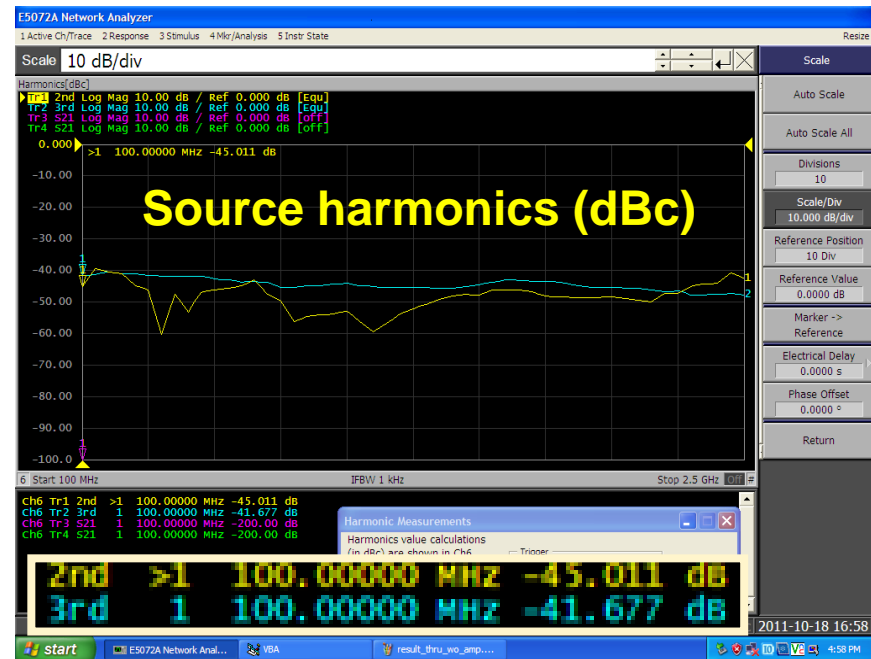 E5072A Network Analyzer
1 Active Ch/Trace 2 Response 3 Stimulus 4 Mkr/Analysis 5 Instr State Resize
Scale 10 dB/div
Scale
Harmonics[dBc]
Tr1 2nd Log Mag 10.00 dB / Ref 0.000 dB [Equ]
Tr2 3rd Log Mag 10.00 dB / Ref 0.000 dB [Equ]
Tr3 S21 Log Mag 10.00 dB / Ref 0.000 dB [Off]
Tr4 S21 Log Mag 10.00 dB / Ref 0.000 dB [Off]
0.000
>1 100.00000 MHz -45.011 dB
-10.00
-20.00
-30.00
-40.00
-50.00
-60.00
-70.00
-80.00
-90.00
-100.0
Source harmonics (dBc)
1
1
1
1
2
Auto Scale
Auto Scale All
Divisions
10
Scale/Div
10.000 dB/div
Reference Position
10 Div
Reference Value
0.0000 dB
Marker ->
Reference
Electrical Delay
0.0000 s
Phase Offset
0.0000 °
Return
6 Start 100 MHz IFBW 1 kHz Stop 2.5 GHz Off #
Ch6 Tr1 2nd >1 100.00000 MHz -45.011 dB
Ch6 Tr2 3rd 1 100.00000 MHz -41.677 dB
Ch6 Tr3 S21 1 100.00000 MHz -200.00 dB
Ch6 Tr4 S21 1 100.00000 MHz -200.00 dB
Harmonic Measurements
Harmonics value calculations
(in dBc) are shown in Ch6
Trigger
2nd >1 100.00000 MHz -45.011 dB
3rd 1 100.00000 MHz -41.677 dB
2011-10-18 16:58
start E5072A Network Anal... VBA result_thru_wo_amp.... 4:58 PM